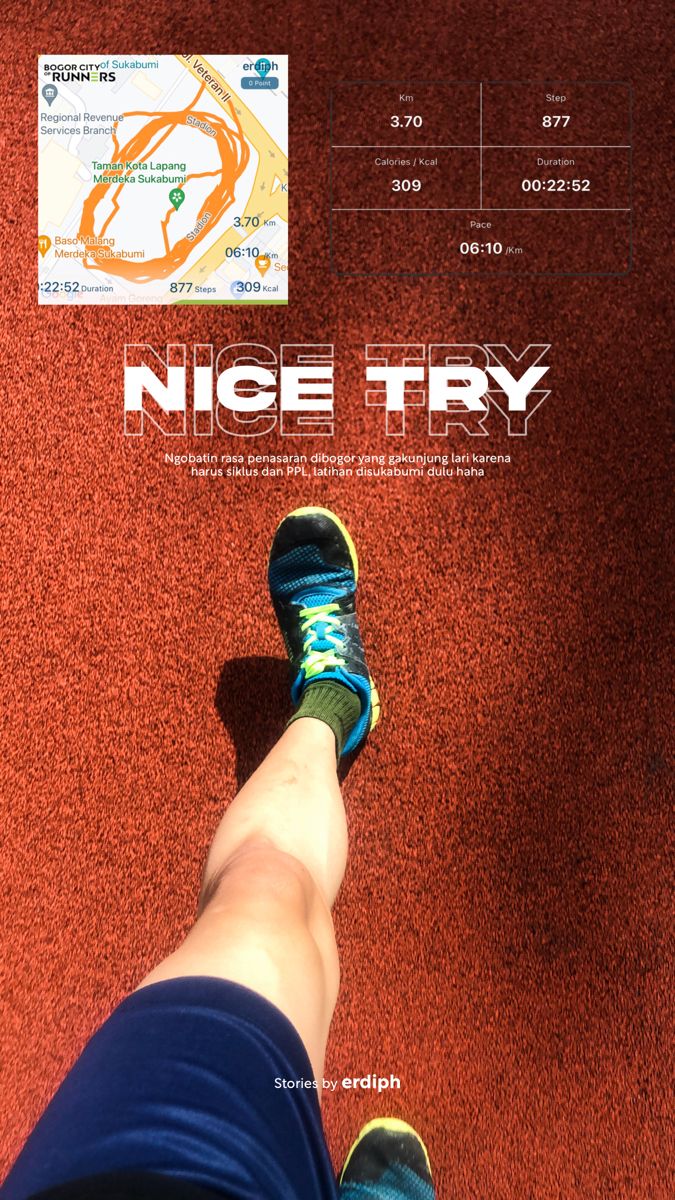 of Sukabumi
BOGOR CITY
OF RUNNERS
erdiph
0 Point
Jl. Veteran II
Regional Revenue
Services Branch
Stadion
Taman Kota Lapang
Merdeka Sukabumi
Stadion
3.70 Km
Baso Malang
Merdeka Sukabumi
06:10 /Km
:22:52 Duration
877 Steps
309 Kcal
Google
Ayam Goreng
Km
3.70
Step
877
Calories / Kcal
309
Duration
00:22:52
Pace
06:10 /Km
NICE TRY
NICE TRY
NICE TRY
Ngobatin rasa penasaran dibogor yang gakunjung lari karena
harus siklus dan PPL, latihan disukabumi dulu haha
Stories by erdiph